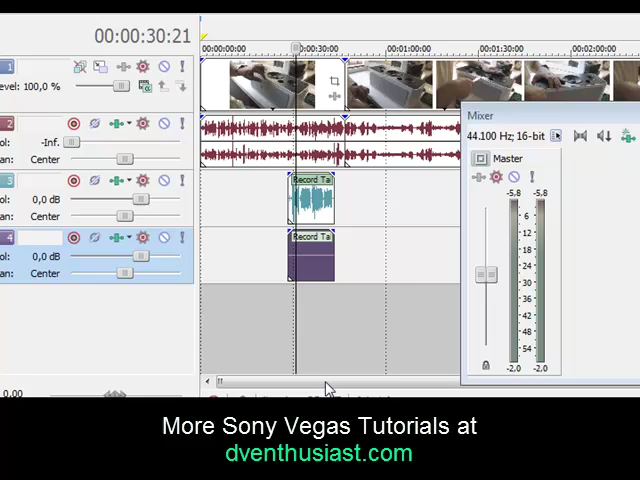 00:00:30:21
00:00:00
00:00:30:00
00:01:00:00
00:01:30:00
00:02:00:00
1
evel: 100,0 %
2
ol: -Inf.
an: Center
3
ol: 0,0 dB
an: Center
4
ol: 0,0 dB
an: Center
Record Ta
Record Tal
Mixer
44.100 Hz; 16-bit
Master
-5.8 -5.8
6
12
18
24
30
36
42
48
54
-2.0 -2.0
0.00
More Sony Vegas Tutorials at
dventhusiast.com